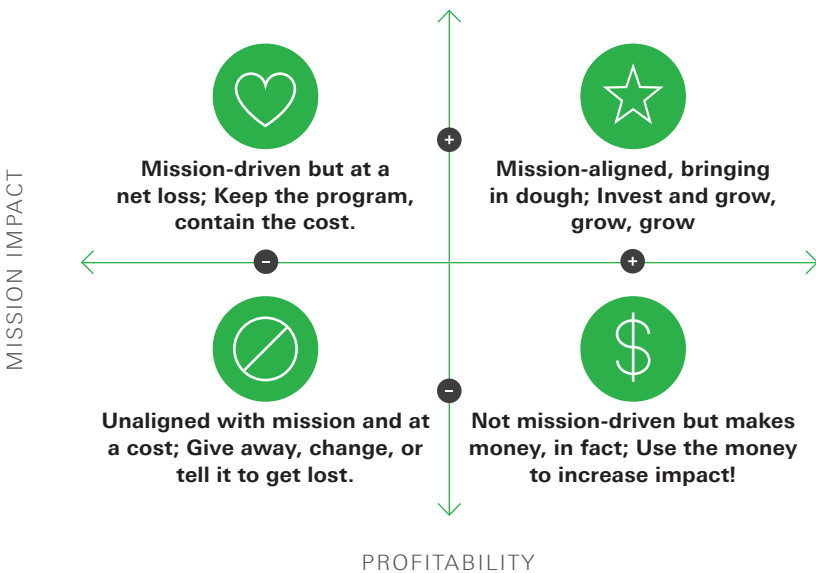 MISSION IMPACT
+
Mission-driven but at a
net loss; Keep the program,
contain the cost.
Mission-aligned, bringing
in dough; Invest and grow,
grow, grow
–
+
$
–
Unaligned with mission and at
a cost; Give away, change, or
tell it to get lost.
Not mission-driven but makes
money, in fact; Use the money
to increase impact!
PROFITABILITY